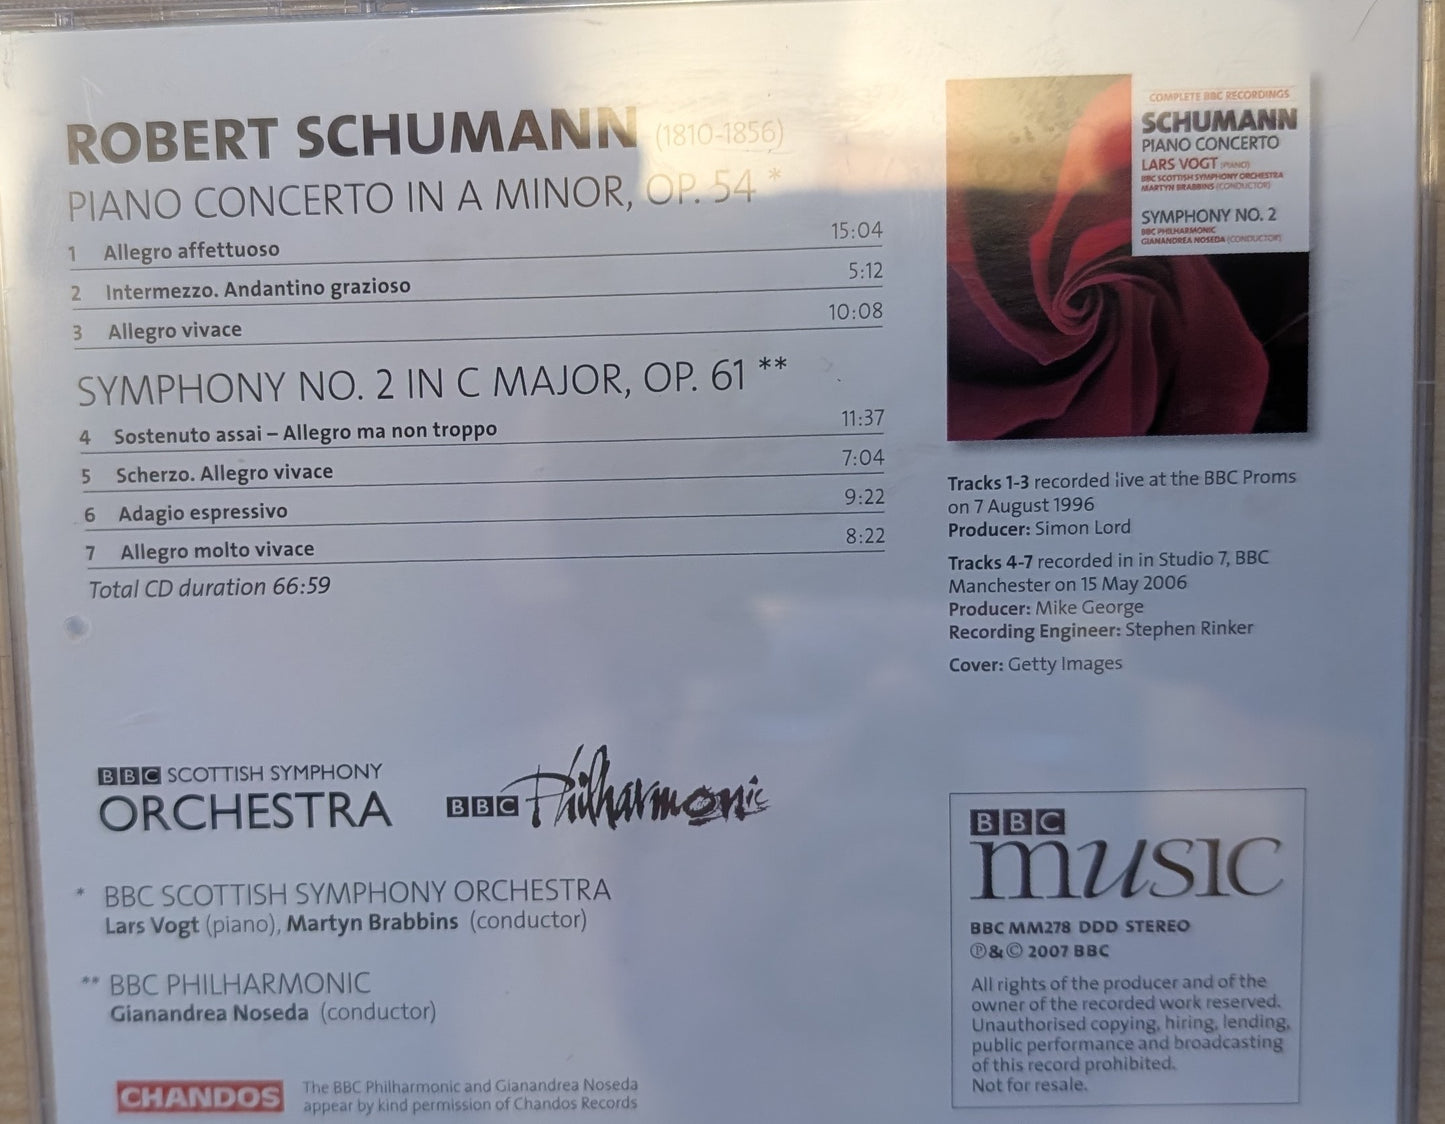 ROBERT SCHUMANN (1810-1856)
PIANO CONCERTO IN A MINOR, OP. 54 *
1 Allegro affettuoso 15:04
2 Intermezzo. Andantino grazioso 5:12
3 Allegro vivace 10:08
SYMPHONY NO. 2 IN C MAJOR, OP. 61 **
4 Sostenuto assai – Allegro ma non troppo 11:37
5 Scherzo. Allegro vivace 7:04
6 Adagio espressivo 9:22
7 Allegro molto vivace 8:22
Total CD duration 66:59
BBC SCOTTISH SYMPHONY
ORCHESTRA
BBC Philharmonic
* BBC SCOTTISH SYMPHONY ORCHESTRA
Lars Vogt (piano), Martyn Brabbins (conductor)
** BBC PHILHARMONIC
Gianandrea Noseda (conductor)
CHANDOS
The BBC Philharmonic and Gianandrea Noseda
appear by kind permission of Chandos Records
COMPLETE BBC RECORDINGS
SCHUMANN
PIANO CONCERTO
LARS VOGT (PIANO)
BBC SCOTTISH SYMPHONY ORCHESTRA
MARTYN BRABBINS (CONDUCTOR)
SYMPHONY NO. 2
BBC PHILHARMONIC
GIANANDREA NOSEDA (CONDUCTOR)
Tracks 1-3 recorded live at the BBC Proms
on 7 August 1996
Producer: Simon Lord
Tracks 4-7 recorded in in Studio 7, BBC
Manchester on 15 May 2006
Producer: Mike George
Recording Engineer: Stephen Rinker
Cover: Getty Images
BBC
music
BBC MM278 DDD STEREO
℗&© 2007 BBC
All rights of the producer and of the
owner of the recorded work reserved.
Unauthorised copying, hiring, lending,
public performance and broadcasting
of this record prohibited.
Not for resale.